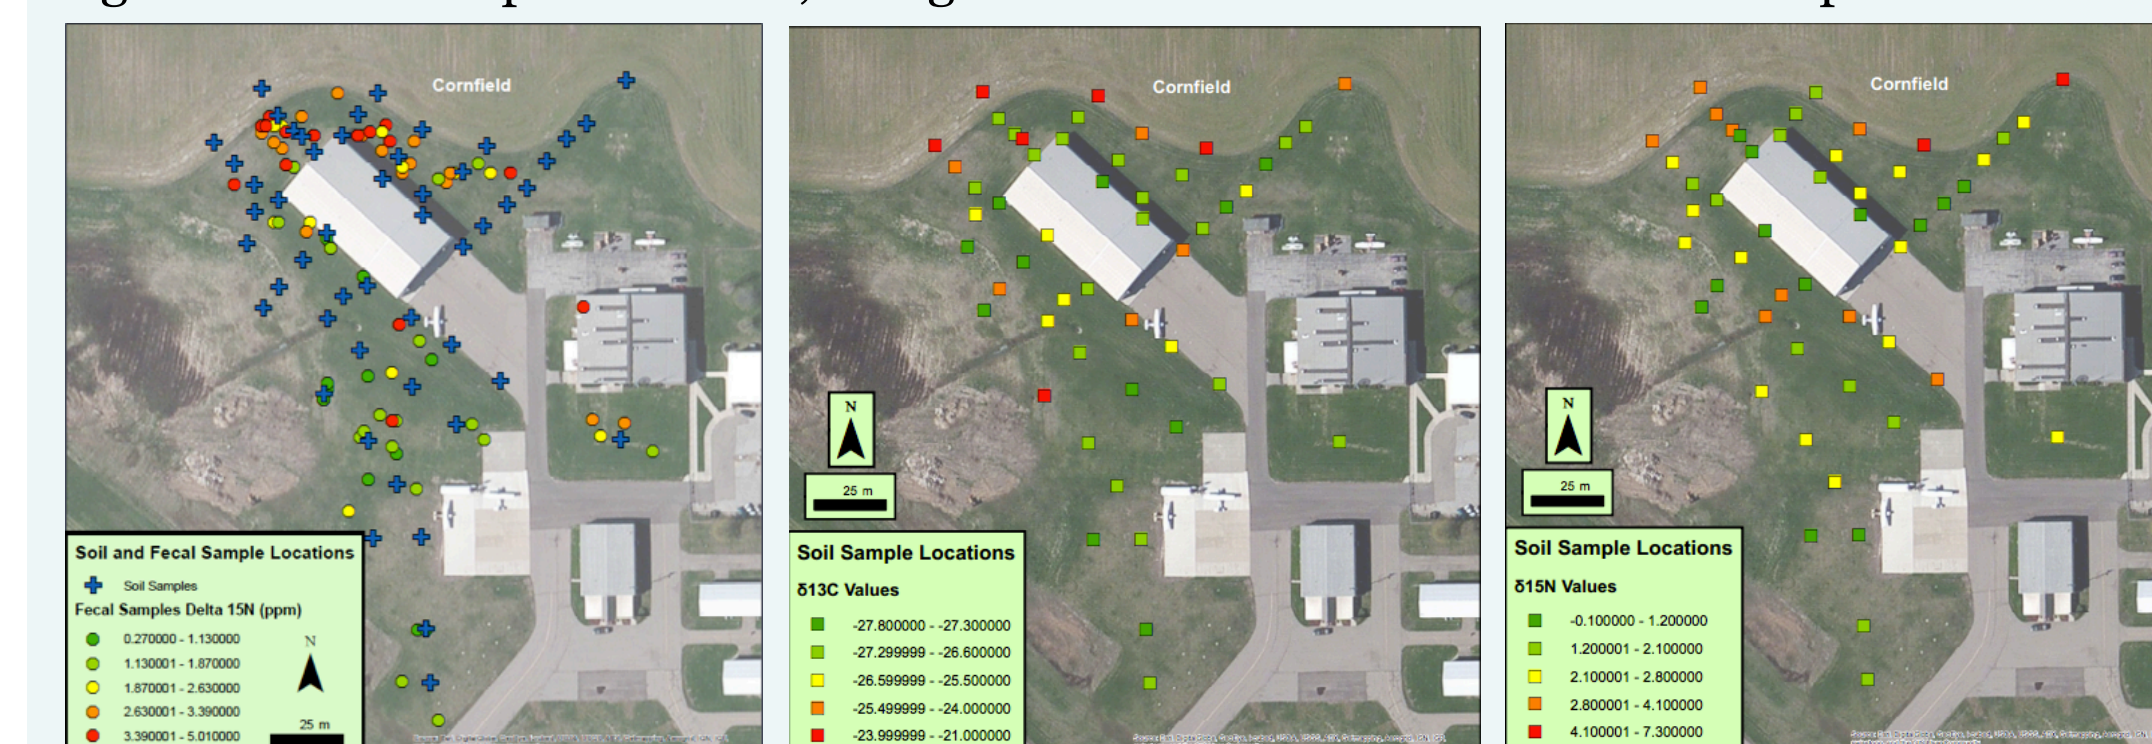 Cornfield
Soil and Fecal Sample Locations
Soil Samples
Fecal Samples Delta 15N (ppm)
0.270000 - 1.130000
1.130001 - 1.870000
1.870001 - 2.630000
2.630001 - 3.390000
3.390001 - 5.010000
N
25 m
Cornfield
N
25 m
Soil Sample Locations
δ13C Values
-27.800000 - -27.300000
-27.299999 - -26.600000
-26.599999 - -25.500000
-25.499999 - -24.000000
-23.999999 - -21.000000
Cornfield
N
25 m
Soil Sample Locations
δ15N Values
-0.100000 - 1.200000
1.200001 - 2.100000
2.100001 - 2.800000
2.800001 - 4.100000
4.100001 - 7.300000